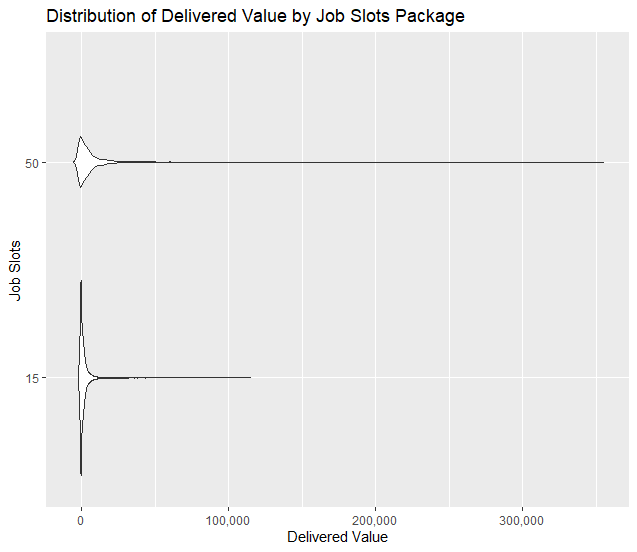 Distribution of Delivered Value by Job Slots Package
Job Slots
50
15
0 100,000 200,000 300,000
Delivered Value